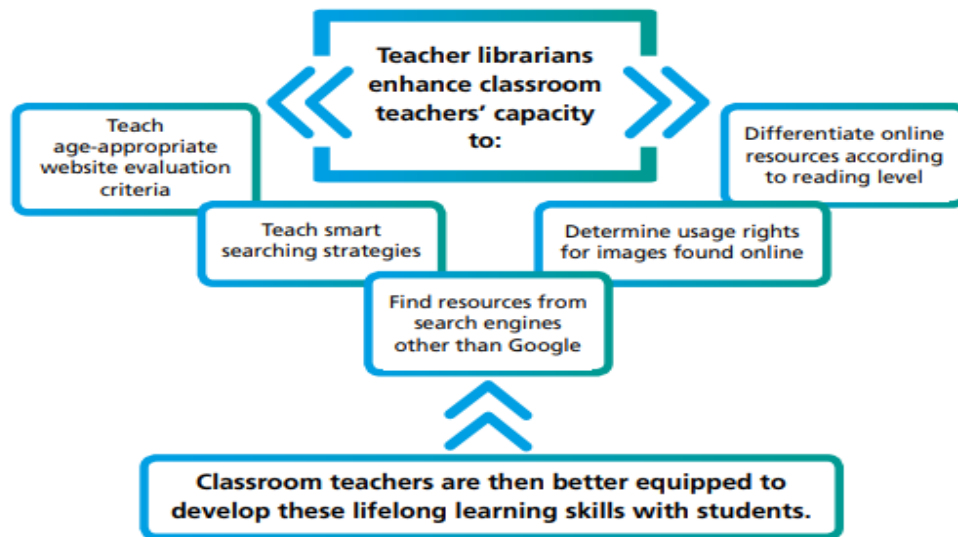 Teacher librarians
enhance classroom
teachers’ capacity
to:
Teach
age-appropriate
website evaluation
criteria
Teach smart
searching strategies
Find resources from
search engines
other than Google
Determine usage rights
for images found online
Differentiate online
resources according
to reading level
Classroom teachers are then better equipped to
develop these lifelong learning skills with students.